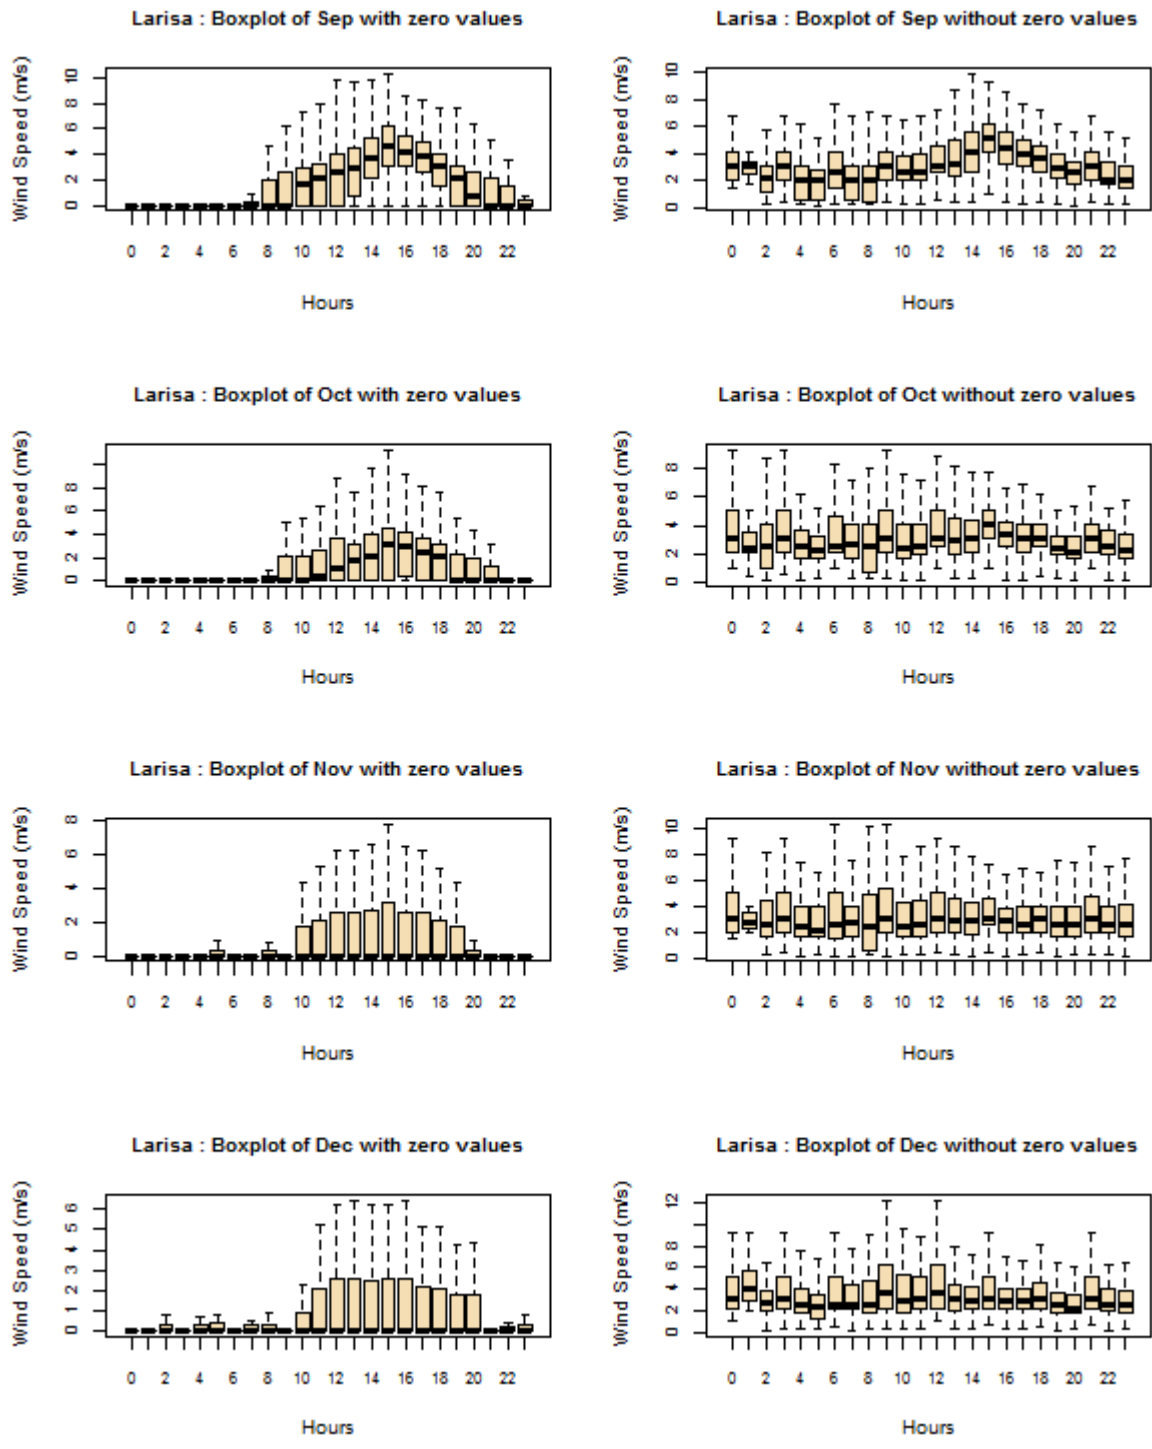 Larisa : Boxplot of Sep with zero values
Wind Speed (m/s)
0 2 4 6 8 10
0 2 4 6 8 10 12 14 16 18 20 22
Hours
Larisa : Boxplot of Sep without zero values
Wind Speed (m/s)
0 2 4 6 8 10
0 2 4 6 8 10 12 14 16 18 20 22
Hours
Larisa : Boxplot of Oct with zero values
Wind Speed (m/s)
0 2 4 6 8
0 2 4 6 8 10 12 14 16 18 20 22
Hours
Larisa : Boxplot of Oct without zero values
Wind Speed (m/s)
0 2 4 6 8
0 2 4 6 8 10 12 14 16 18 20 22
Hours
Larisa : Boxplot of Nov with zero values
Wind Speed (m/s)
0 2 4 6 8
0 2 4 6 8 10 12 14 16 18 20 22
Hours
Larisa : Boxplot of Nov without zero values
Wind Speed (m/s)
0 2 4 6 8 10
0 2 4 6 8 10 12 14 16 18 20 22
Hours
Larisa : Boxplot of Dec with zero values
Wind Speed (m/s)
0 1 2 3 4 5 6
0 2 4 6 8 10 12 14 16 18 20 22
Hours
Larisa : Boxplot of Dec without zero values
Wind Speed (m/s)
0 2 4 6 8 12
0 2 4 6 8 10 12 14 16 18 20 22
Hours